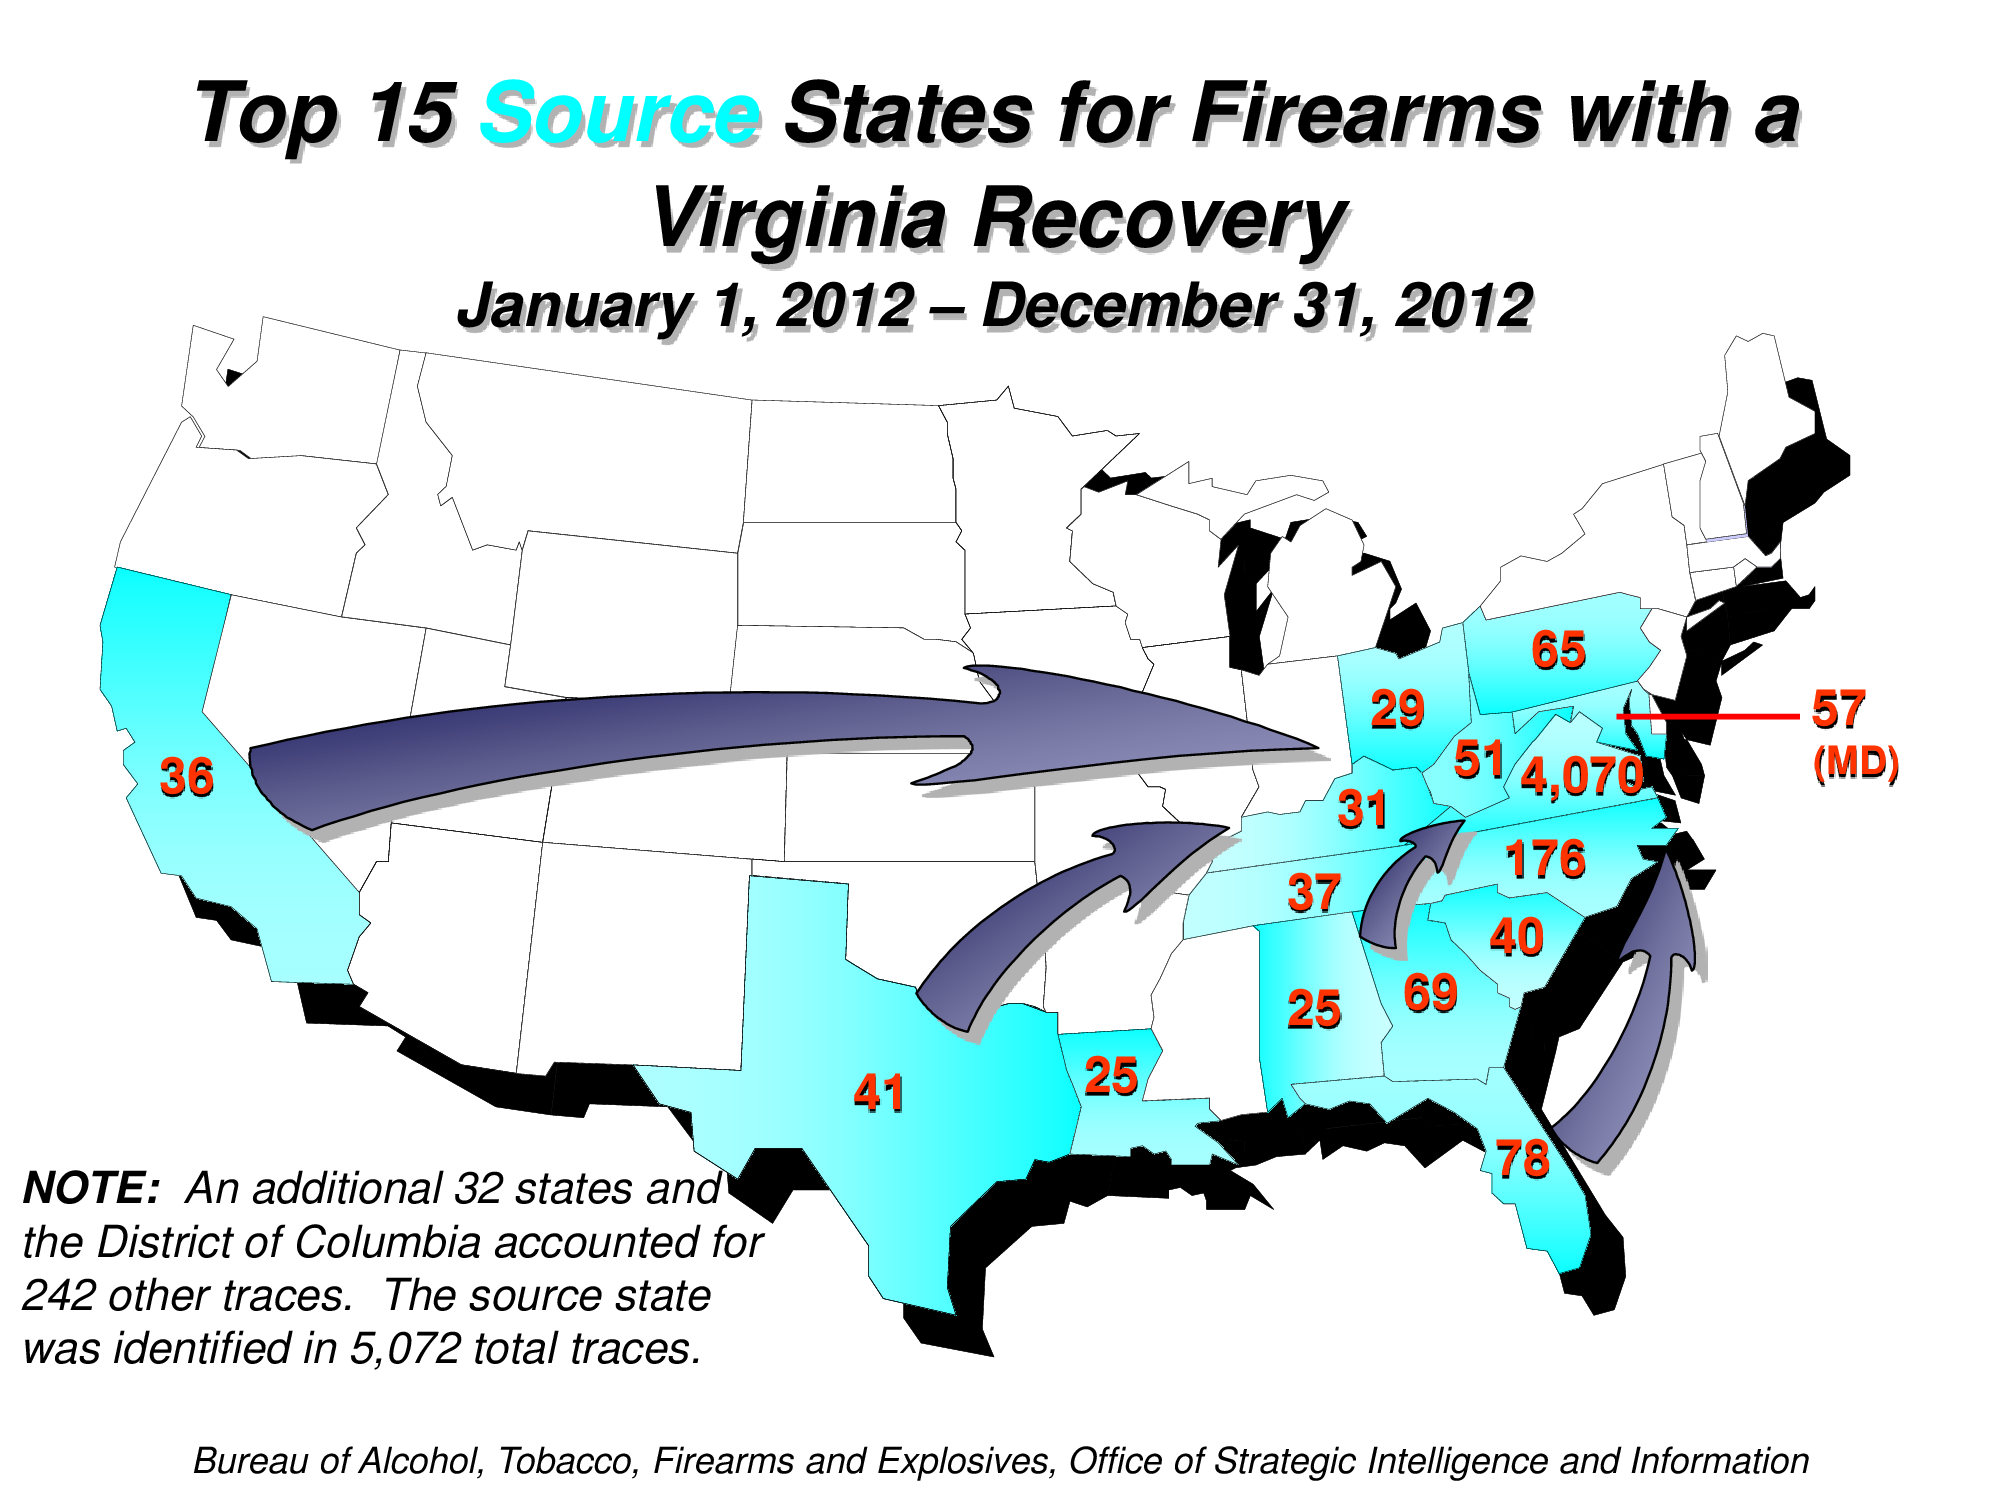 Top 15 Source States for Firearms with a
Virginia Recovery
January 1, 2012 – December 31, 2012
65
29
57
(MD)
51
4,070
36
31
176
37
40
69
25
25
41
78
NOTE:  An additional 32 states and
the District of Columbia accounted for
242 other traces.  The source state
was identified in 5,072 total traces.
Bureau of Alcohol, Tobacco, Firearms and Explosives, Office of Strategic Intelligence and Information